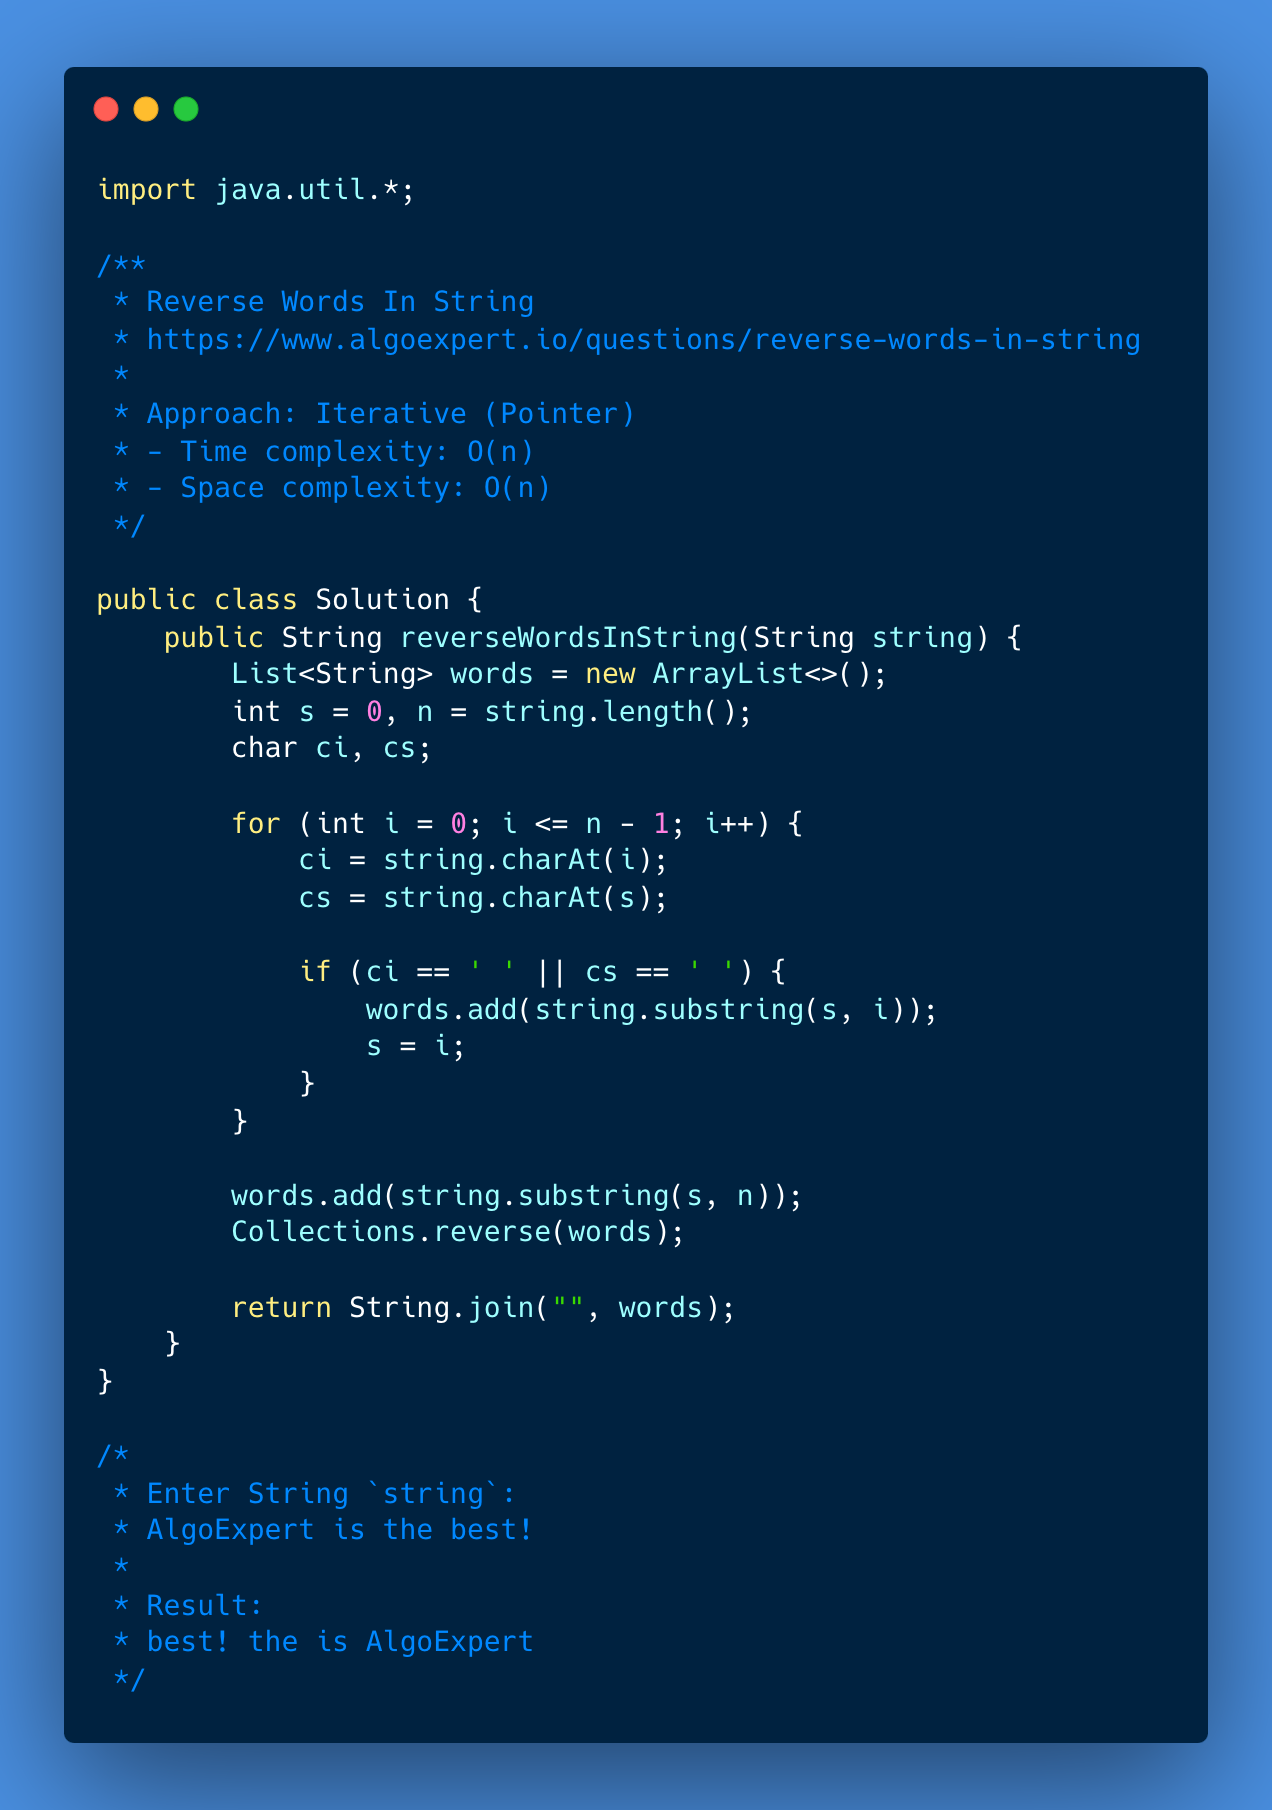 import java.util.*;

/**
 * Reverse Words In String
 * https://www.algoexpert.io/questions/reverse-words-in-string
 *
 * Approach: Iterative (Pointer)
 * - Time complexity: O(n)
 * - Space complexity: O(n)
 */

public class Solution {
    public String reverseWordsInString(String string) {
        List<String> words = new ArrayList<>();
        int s = 0, n = string.length();
        char ci, cs;

        for (int i = 0; i <= n - 1; i++) {
            ci = string.charAt(i);
            cs = string.charAt(s);

            if (ci == ' ' || cs == ' ') {
                words.add(string.substring(s, i));
                s = i;
            }
        }

        words.add(string.substring(s, n));
        Collections.reverse(words);

        return String.join("", words);
    }
}

/*
 * Enter String `string`:
 * AlgoExpert is the best!
 *
 * Result:
 * best! the is AlgoExpert
 */